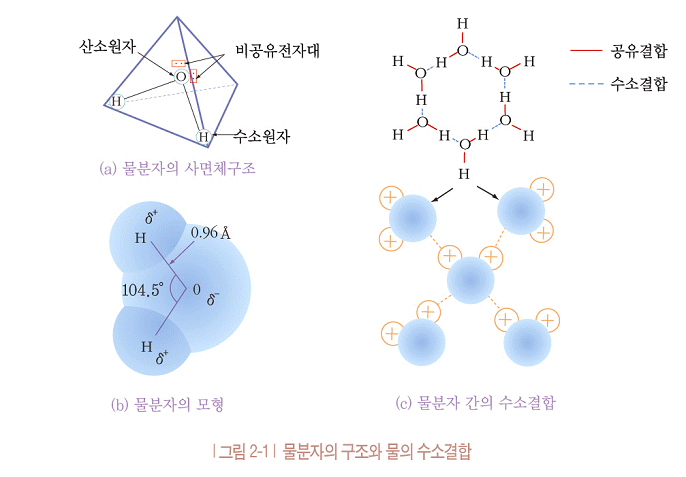 산소원자
비공유전자대
O
H
H
수소원자
(a) 물분자의 사면체구조
δ+
H
0.96Å
104.5°
0
δ-
H
δ+
(b) 물분자의 모형
H
H
O
H
H
O
O
H
H
H
O
O
H
H
H
H
O
H
공유결합
수소결합
+
+
+
+
+
+
+
+
+
+
(c) 물분자 간의 수소결합
|그림 2-1| 물분자의 구조와 물의 수소결합